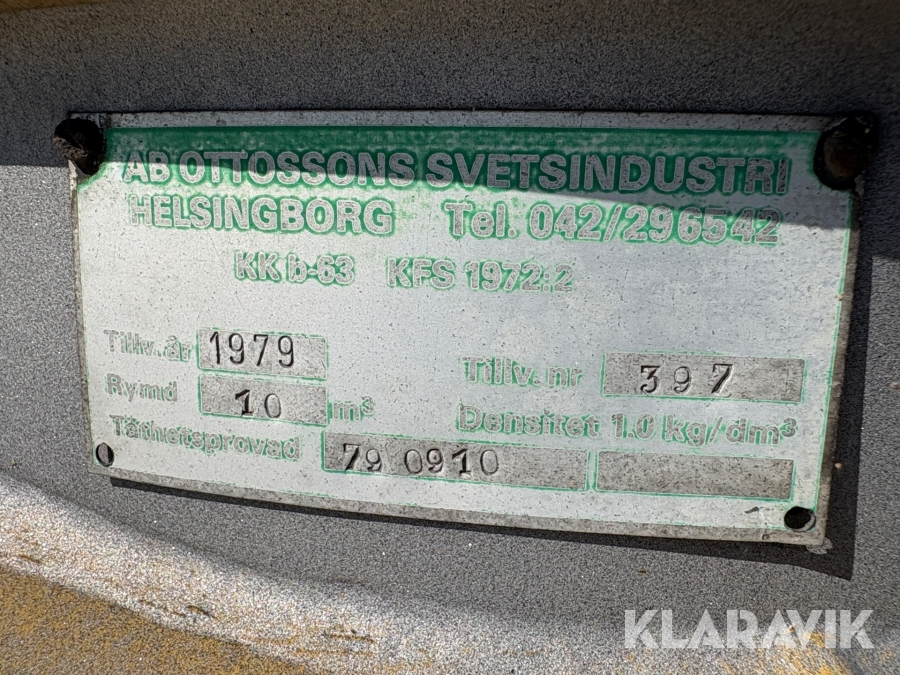 AB OTTOSSONS SVETSINDUSTRI
HELSINGBORG Tel. 042/296542
KK b-63 KFS 1972:2
Tillv.år 1979 Tillv.nr 397
Rymd 10 m³ Densitet 1.0 kg/dm³
Täthetsprovad 79 0910
KLARAVIK